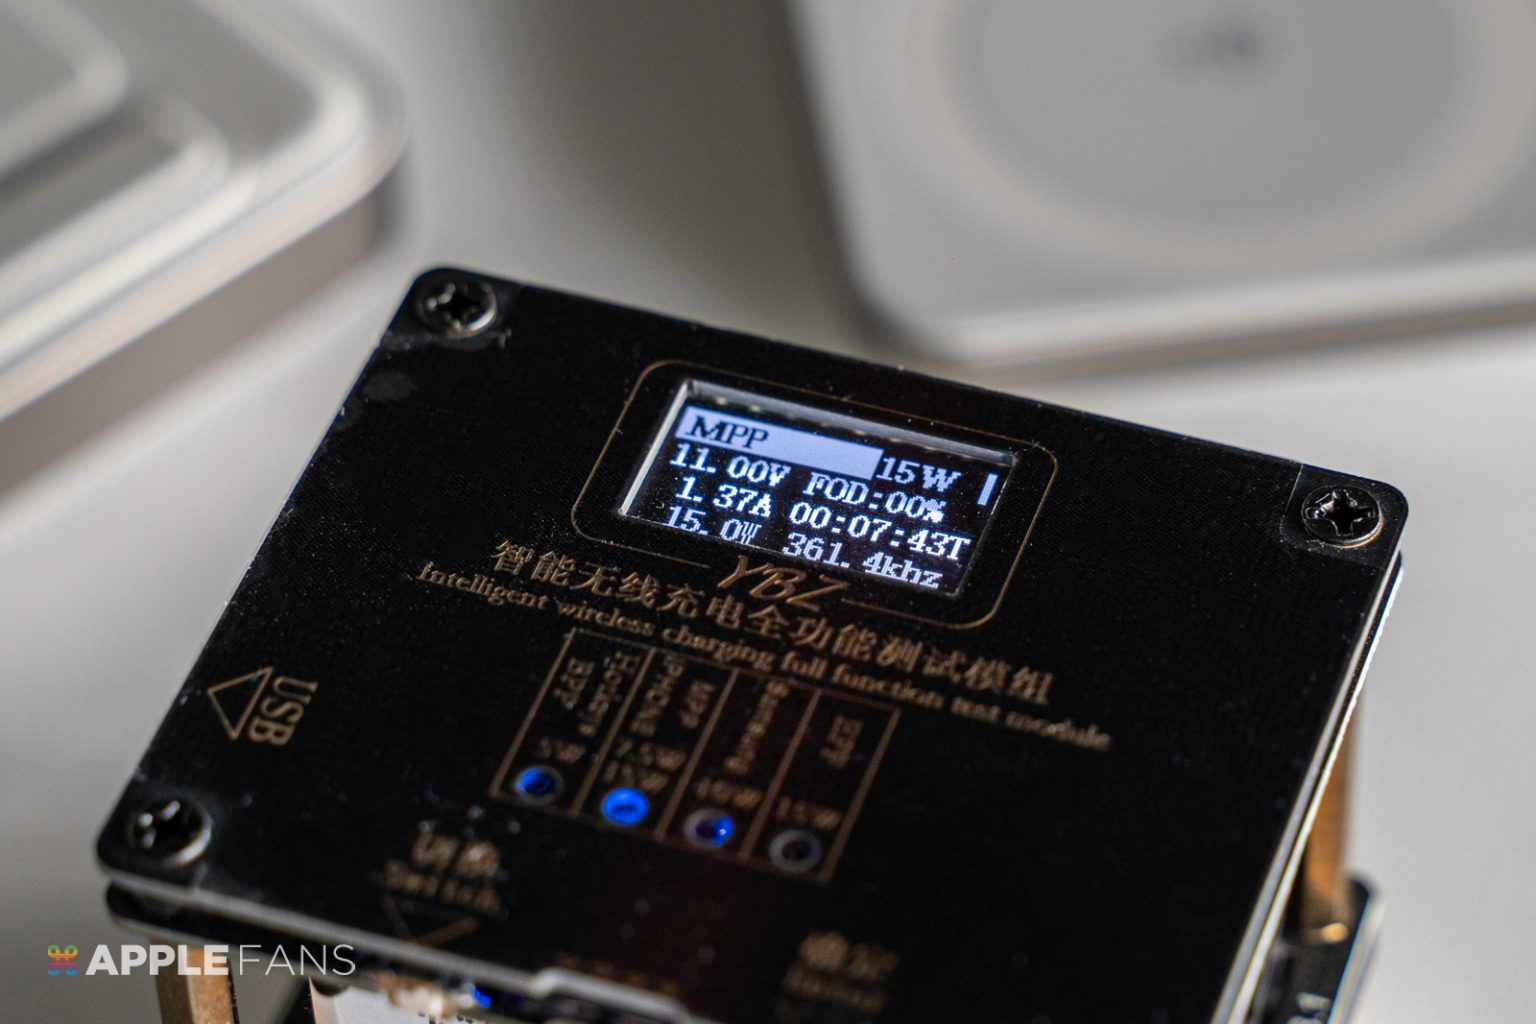 MPP 15W
11.00V FOD:00%
1.37A 00:07:43T
15.0W 361.4khz
YBZ
智能无线充电全功能测试模组
Intelligent wireless charging full function test module
USB
BPP
5W
IPHONE MPP
7.5W 15W
Samsung
10W
EPP
15W
切换
Switch
APPLEFANS